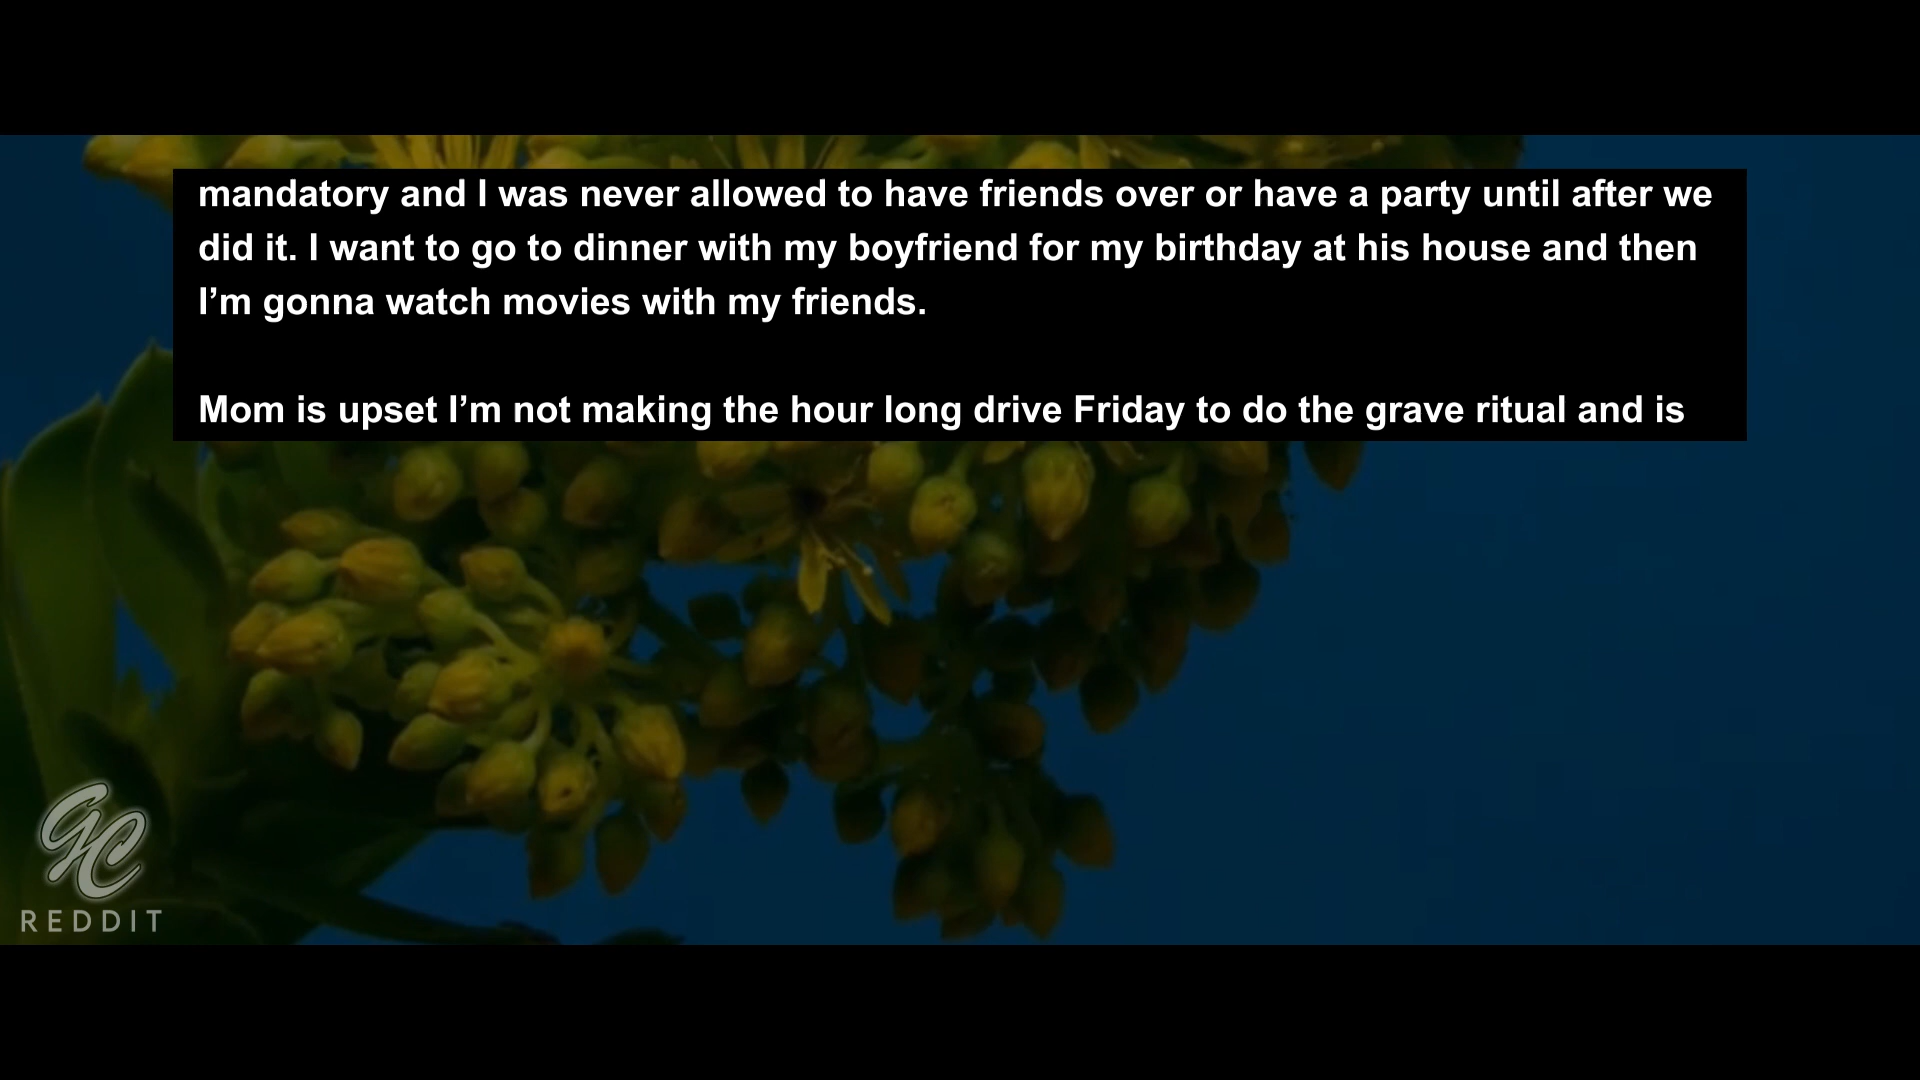 mandatory and I was never allowed to have friends over or have a party until after we
did it. I want to go to dinner with my boyfriend for my birthday at his house and then
I’m gonna watch movies with my friends.
Mom is upset I’m not making the hour long drive Friday to do the grave ritual and is
GC
REDDIT